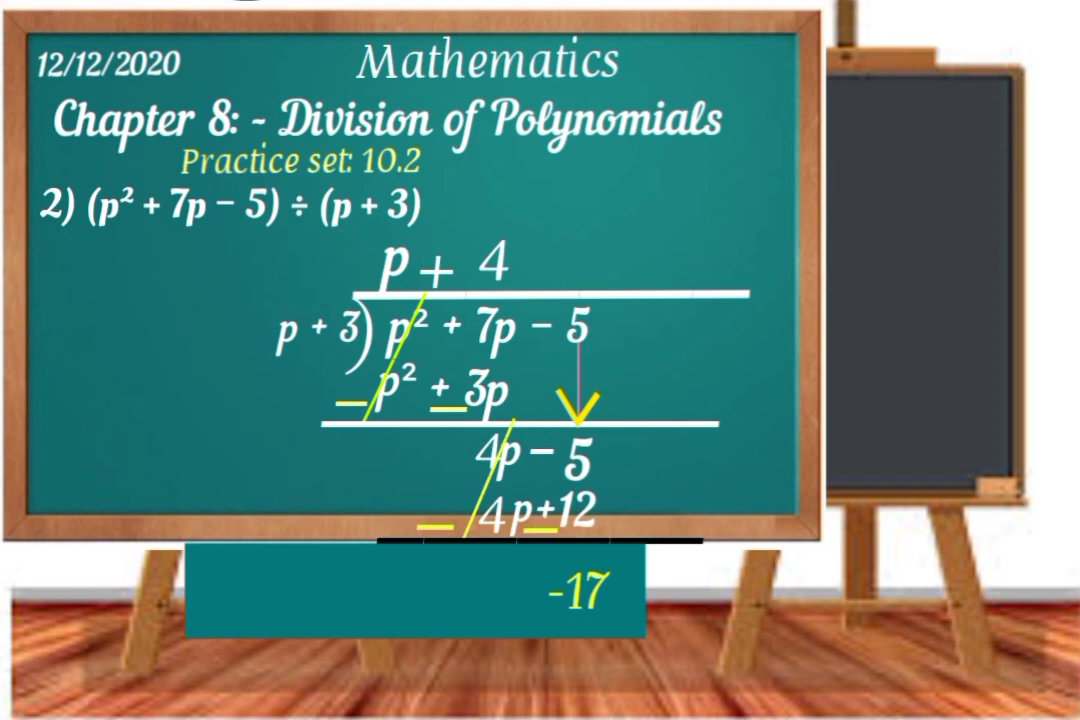 12/12/2020 Mathematics
Chapter 8: - Division of Polynomials
Practice set: 10.2
2) (p² + 7p − 5) ÷ (p + 3)
p + 4
p + 3) p² + 7p − 5
− p² + 3p
4p − 5
− 4p+12
-17